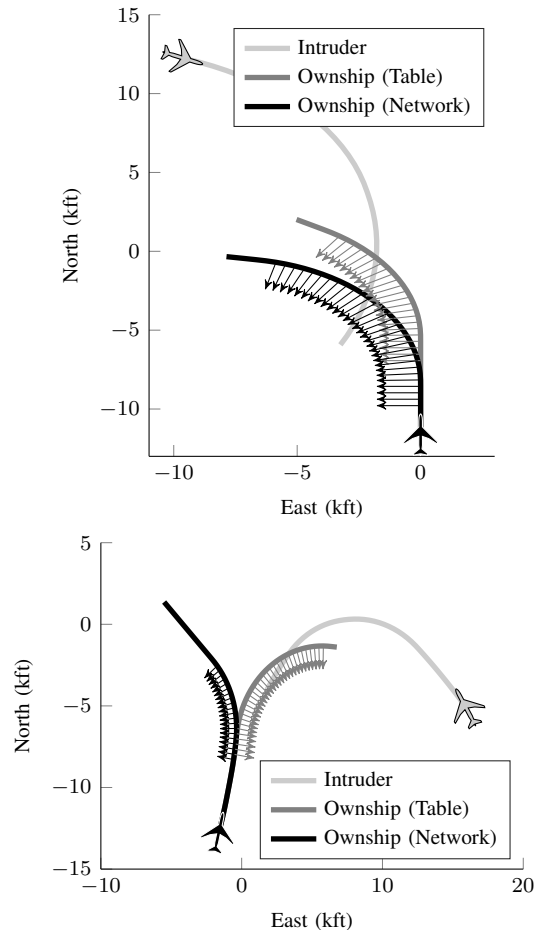 15
10
5
0
−5
−10
North (kft)
Intruder
Ownship (Table)
Ownship (Network)
−10
−5
0
East (kft)
5
0
−5
−10
−15
North (kft)
Intruder
Ownship (Table)
Ownship (Network)
−10
0
10
20
East (kft)